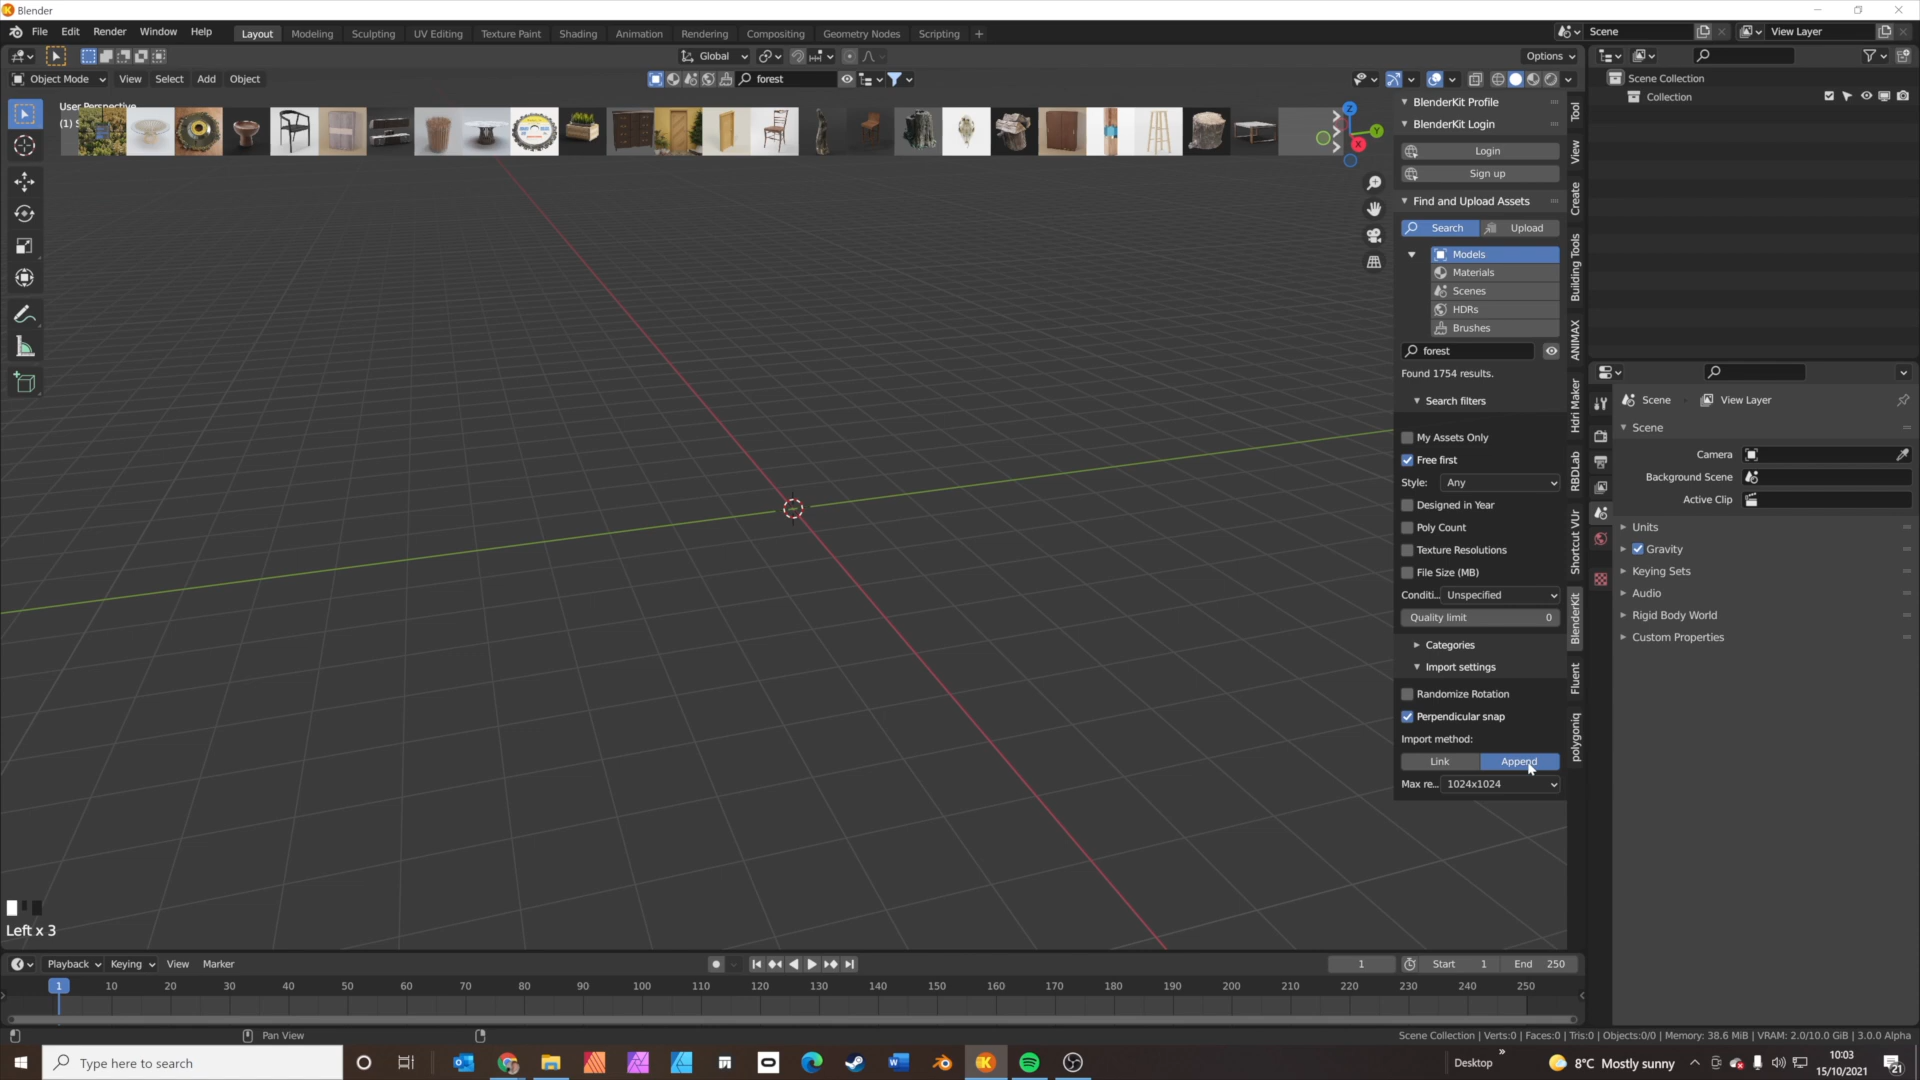 Blender
File Edit Render Window Help
Layout Modeling Sculpting UV Editing Texture Paint Shading Animation Rendering Compositing Geometry Nodes Scripting +
Scene View Layer
Global Options
Object Mode View Select Add Object forest
User Perspective
(1)
BlenderKit Profile
BlenderKit Login
Login
Sign up
Find and Upload Assets
Search Upload
Models
Materials
Scenes
HDRs
Brushes
forest
Found 1754 results.
Search filters
My Assets Only
Free first
Style: Any
Designed in Year
Poly Count
Texture Resolutions
File Size (MB)
Conditi... Unspecified
Quality limit 0
Categories
Import settings
Randomize Rotation
Perpendicular snap
Import method:
Link Append
Max re... 1024x1024
Tool
View
Create
Building Tools
ANIMAX
Hdri Maker
RBDLab
Shortcut VUr
BlenderKit
Fluent
polygoniq
Z
Y
X
Scene Collection
Collection
Scene View Layer
Scene
Camera
Background Scene
Active Clip
Units
Gravity
Keying Sets
Audio
Rigid Body World
Custom Properties
Left x 3
Playback Keying View Marker
1 Start 1 End 250
1 10 20 30 40 50 60 70 80 90 100 110 120 130 140 150 160 170 180 190 200 210 220 230 240 250
Pan View
Scene Collection | Verts:0 | Faces:0 | Tris:0 | Objects:0/0 | Memory: 38.6 MiB | VRAM: 2.0/10.0 GiB | 3.0.0 Alpha
Type here to search
Desktop
8°C Mostly sunny
10:03
15/10/2021
21